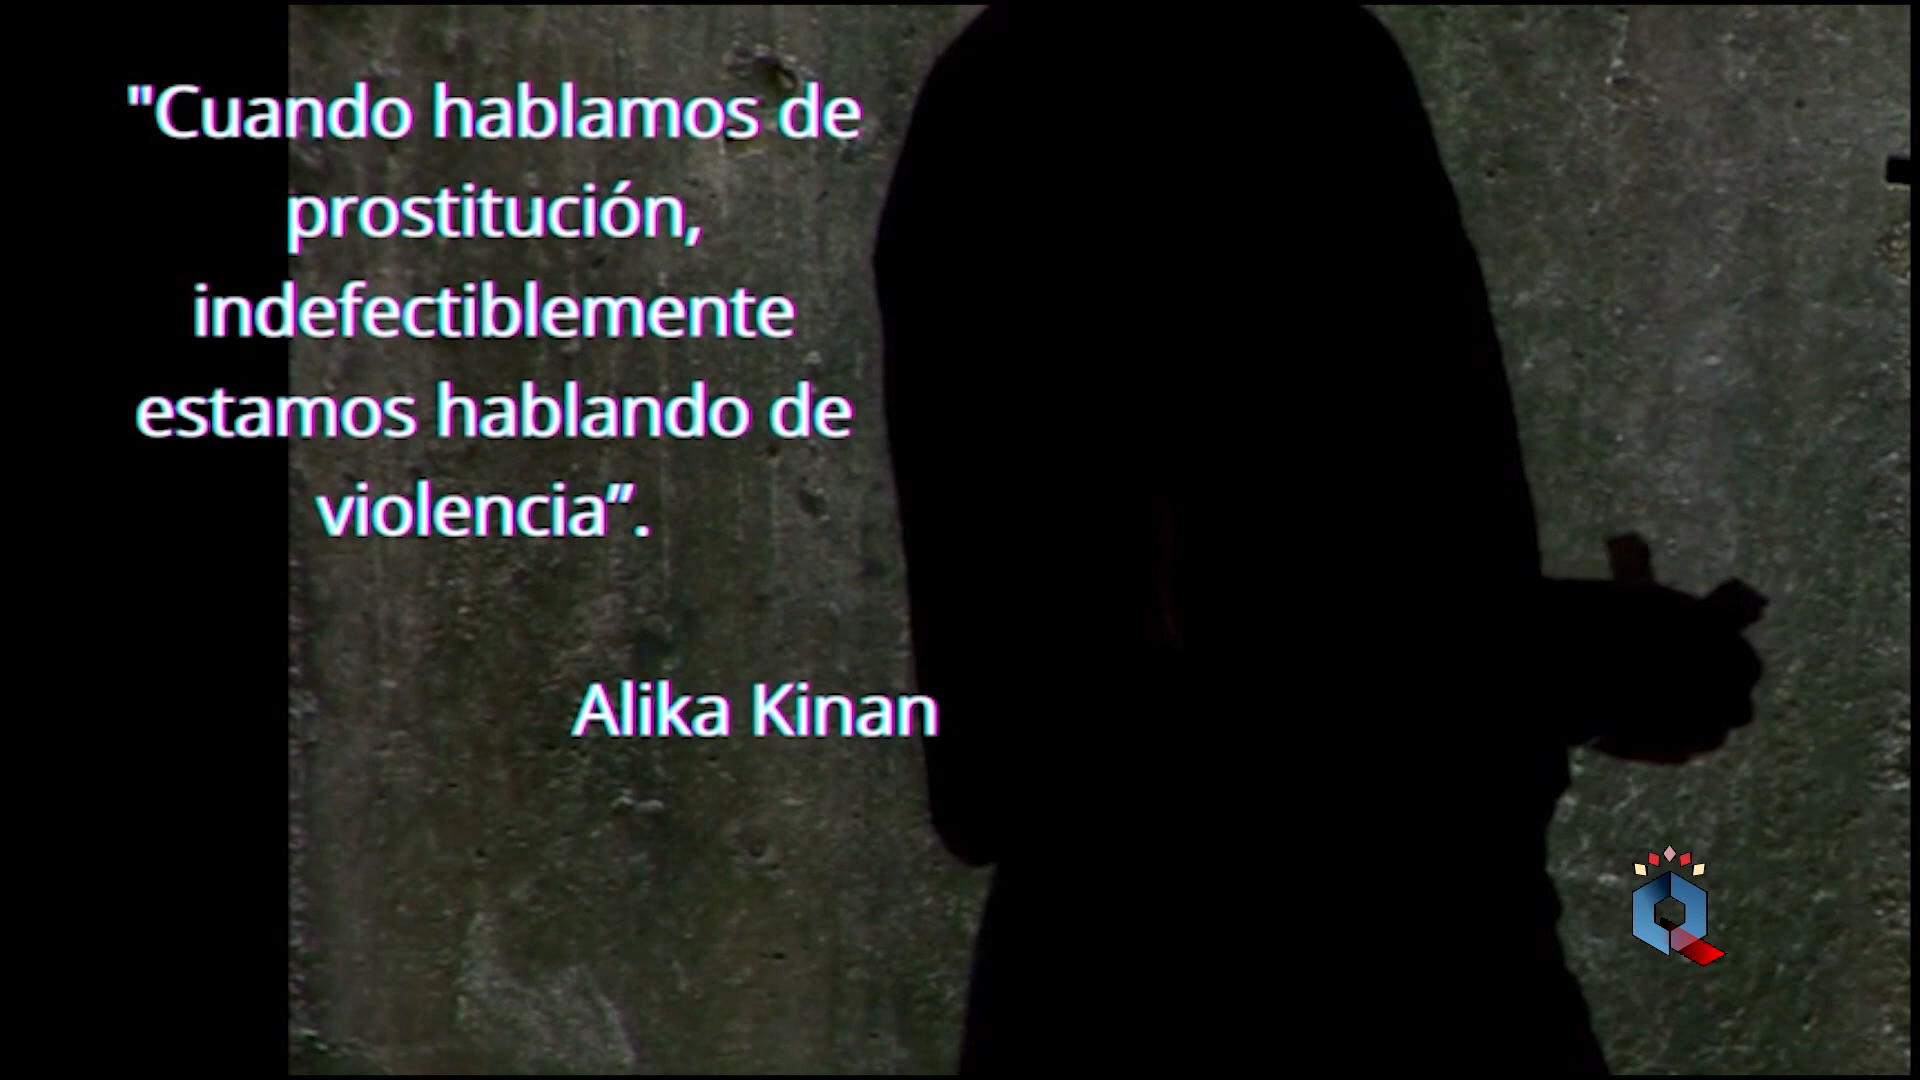 "Cuando hablamos de
prostitución,
indefectiblemente
estamos hablando de
violencia”.
Alika Kinan